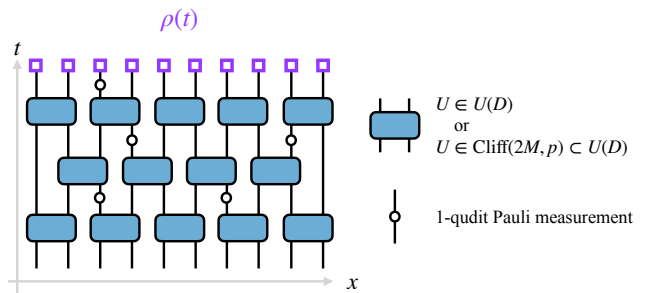 ρ(t)
t
U ∈ U(D)
or
U ∈ Cliff(2M, p) ⊂ U(D)
1-qudit Pauli measurement
x